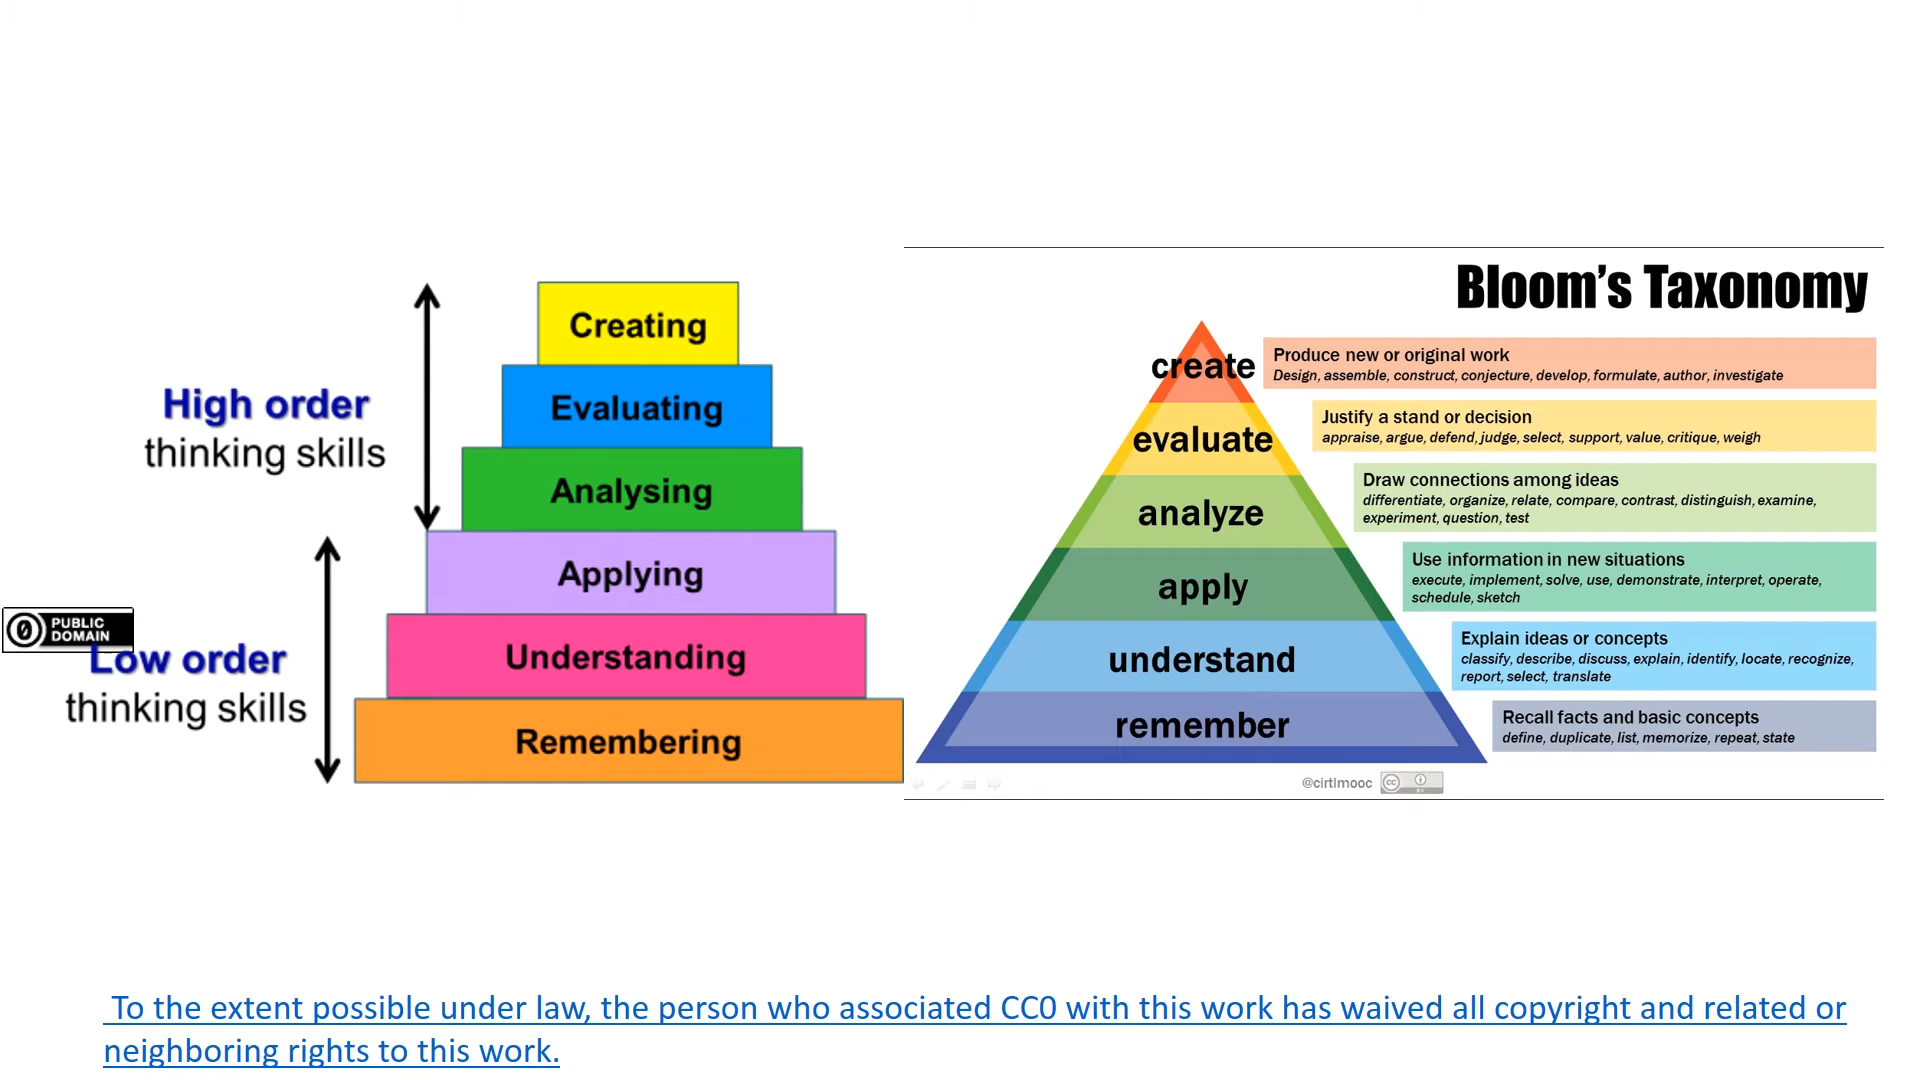 Creating
Evaluating
High order
thinking skills
Analysing
Applying
PUBLIC
DOMAIN
Low order
thinking skills
Understanding
Remembering
Bloom's Taxonomy
create
Produce new or original work
Design, assemble, construct, conjecture, develop, formulate, author, investigate
evaluate
Justify a stand or decision
appraise, argue, defend, judge, select, support, value, critique, weigh
analyze
Draw connections among ideas
differentiate, organize, relate, compare, contrast, distinguish, examine,
experiment, question, test
apply
Use information in new situations
execute, implement, solve, use, demonstrate, interpret, operate,
schedule, sketch
understand
Explain ideas or concepts
classify, describe, discuss, explain, identify, locate, recognize,
report, select, translate
remember
Recall facts and basic concepts
define, duplicate, list, memorize, repeat, state
@cirtlmooc
cc
BY
To the extent possible under law, the person who associated CC0 with this work has waived all copyright and related or
neighboring rights to this work.